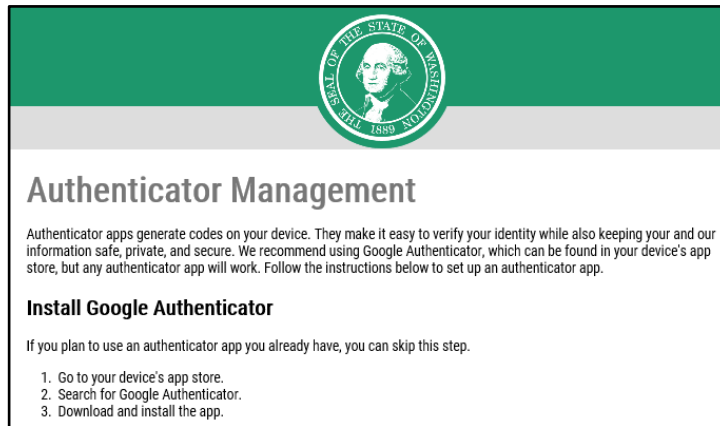 THE SEAL OF THE STATE OF WASHINGTON
1889
Authenticator Management
Authenticator apps generate codes on your device. They make it easy to verify your identity while also keeping your and our
information safe, private, and secure. We recommend using Google Authenticator, which can be found in your device's app
store, but any authenticator app will work. Follow the instructions below to set up an authenticator app.
Install Google Authenticator
If you plan to use an authenticator app you already have, you can skip this step.
1. Go to your device's app store.
2. Search for Google Authenticator.
3. Download and install the app.